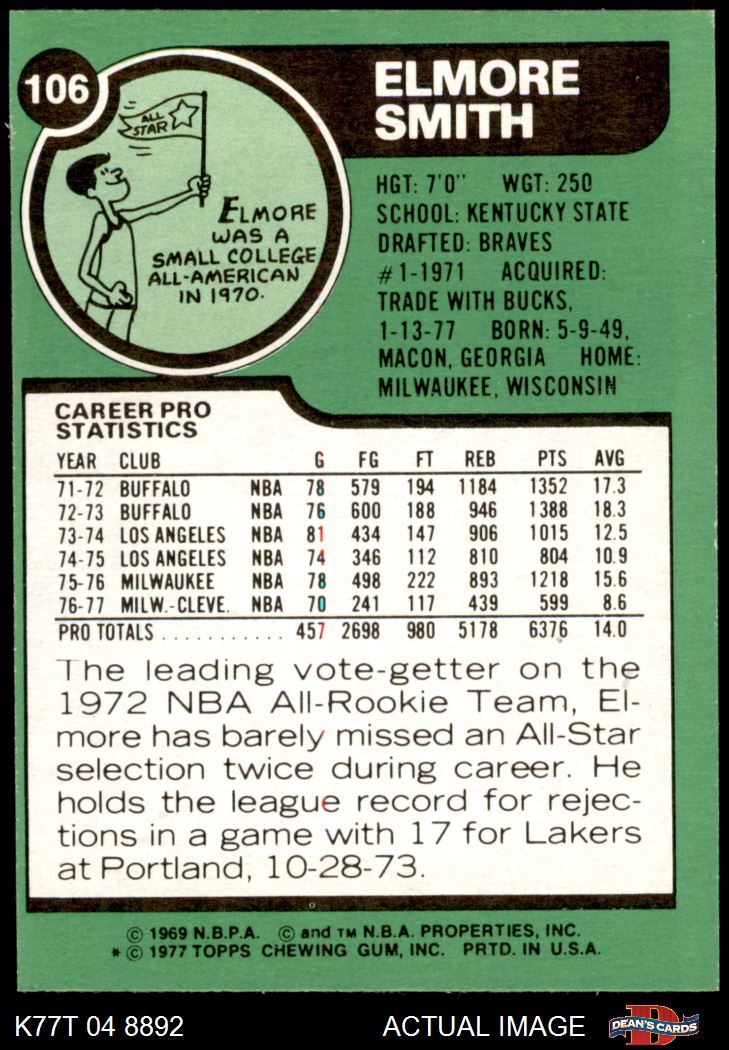 106
ELMORE
SMITH
ALL
STAR
ELMORE
WAS A
SMALL COLLEGE
ALL-AMERICAN
IN 1970.
HGT: 7'0" WGT: 250
SCHOOL: KENTUCKY STATE
DRAFTED: BRAVES
#1-1971 ACQUIRED:
TRADE WITH BUCKS,
1-13-77 BORN: 5-9-49,
MACON, GEORGIA HOME:
MILWAUKEE, WISCONSIN
CAREER PRO
STATISTICS
YEAR CLUB G FG FT REB PTS AVG
71-72 BUFFALO NBA 78 579 194 1184 1352 17.3
72-73 BUFFALO NBA 76 600 188 946 1388 18.3
73-74 LOS ANGELES NBA 81 434 147 906 1015 12.5
74-75 LOS ANGELES NBA 74 346 112 810 804 10.9
75-76 MILWAUKEE NBA 78 498 222 893 1218 15.6
76-77 MILW.-CLEVE. NBA 70 241 117 439 599 8.6
PRO TOTALS . . . . . . . . . . . 457 2698 980 5178 6376 14.0
The leading vote-getter on the
1972 NBA All-Rookie Team, El-
more has barely missed an All-Star
selection twice during career. He
holds the league record for rejec-
tions in a game with 17 for Lakers
at Portland, 10-28-73.
© 1969 N.B.P.A. © and TM N.B.A. PROPERTIES, INC.
* © 1977 TOPPS CHEWING GUM, INC. PRTD. IN U.S.A.
K77T 04 8892 ACTUAL IMAGE D DEAN'S CARDS